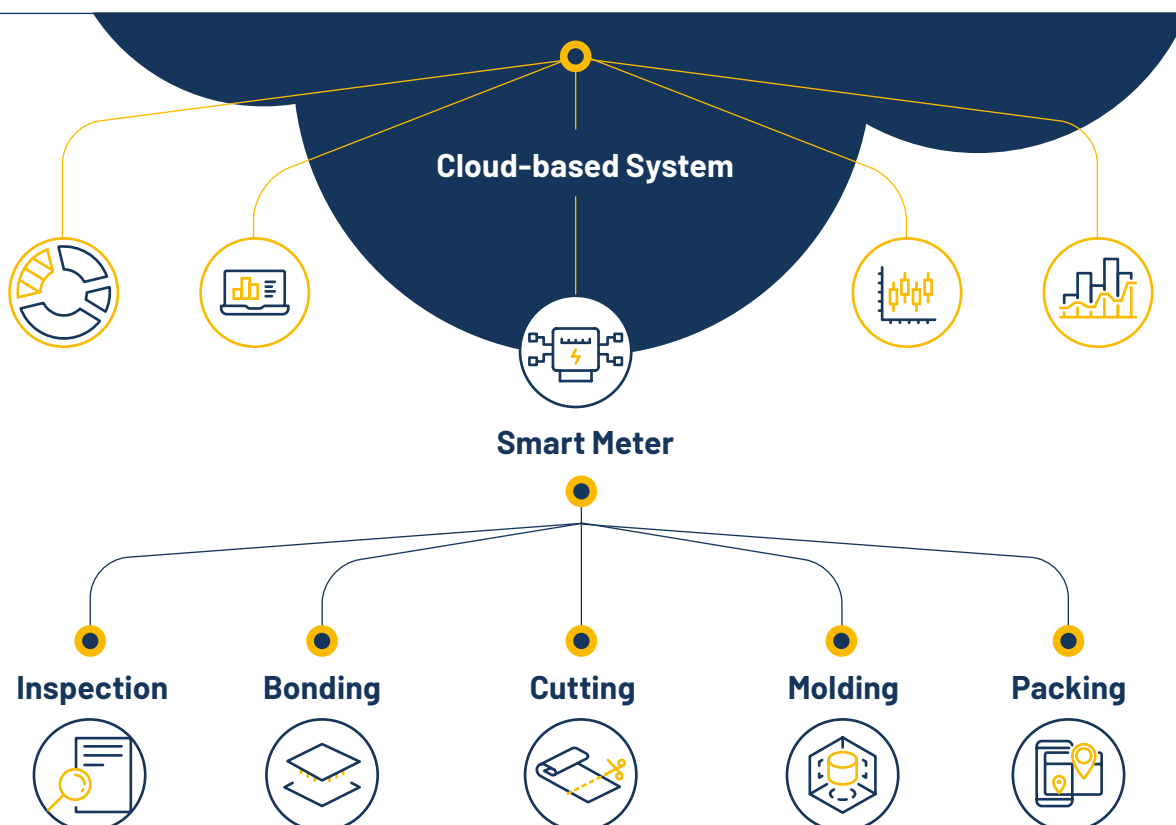 Cloud-based System
Smart Meter
Inspection
Bonding
Cutting
Molding
Packing